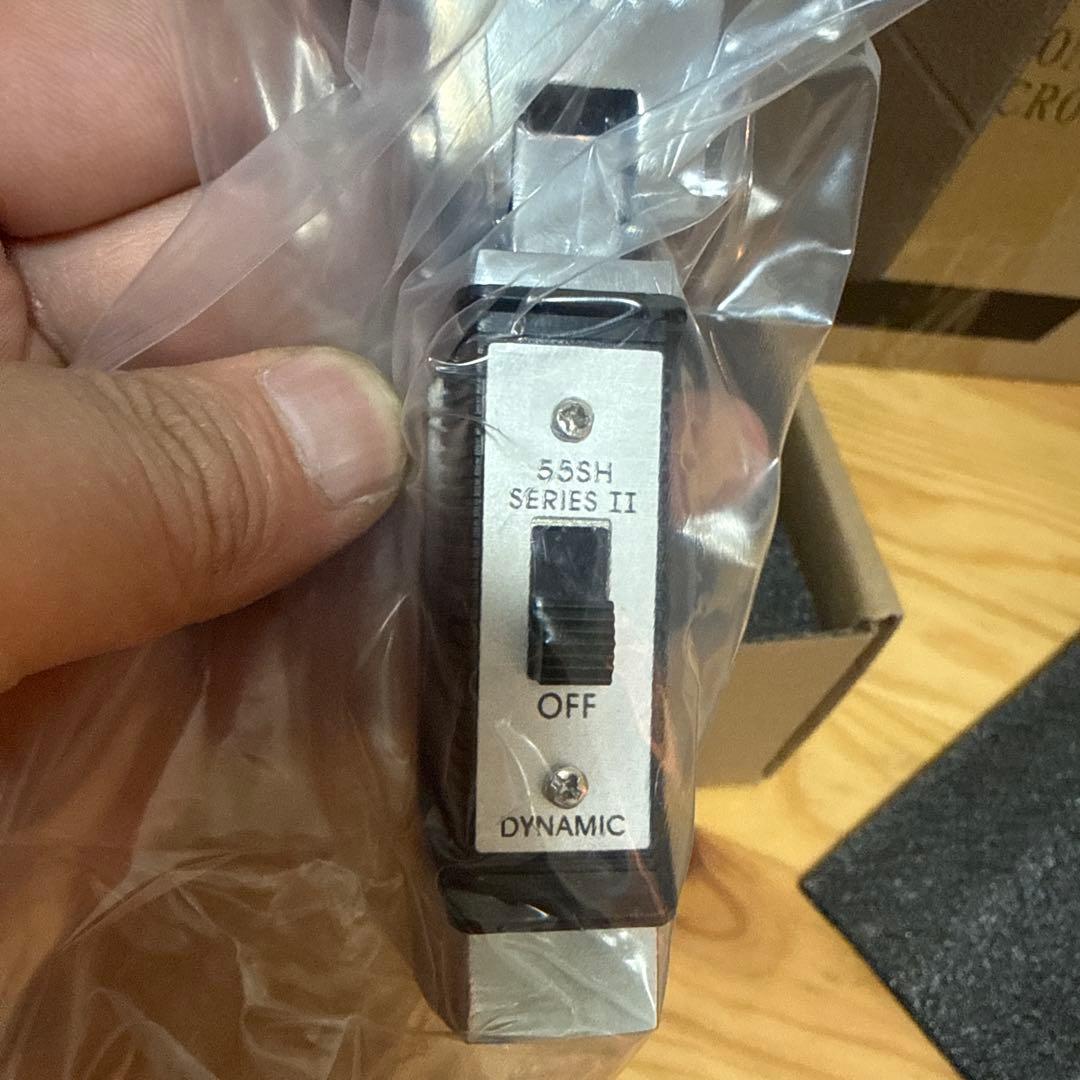 55SH
SERIES II
OFF
DYNAMIC